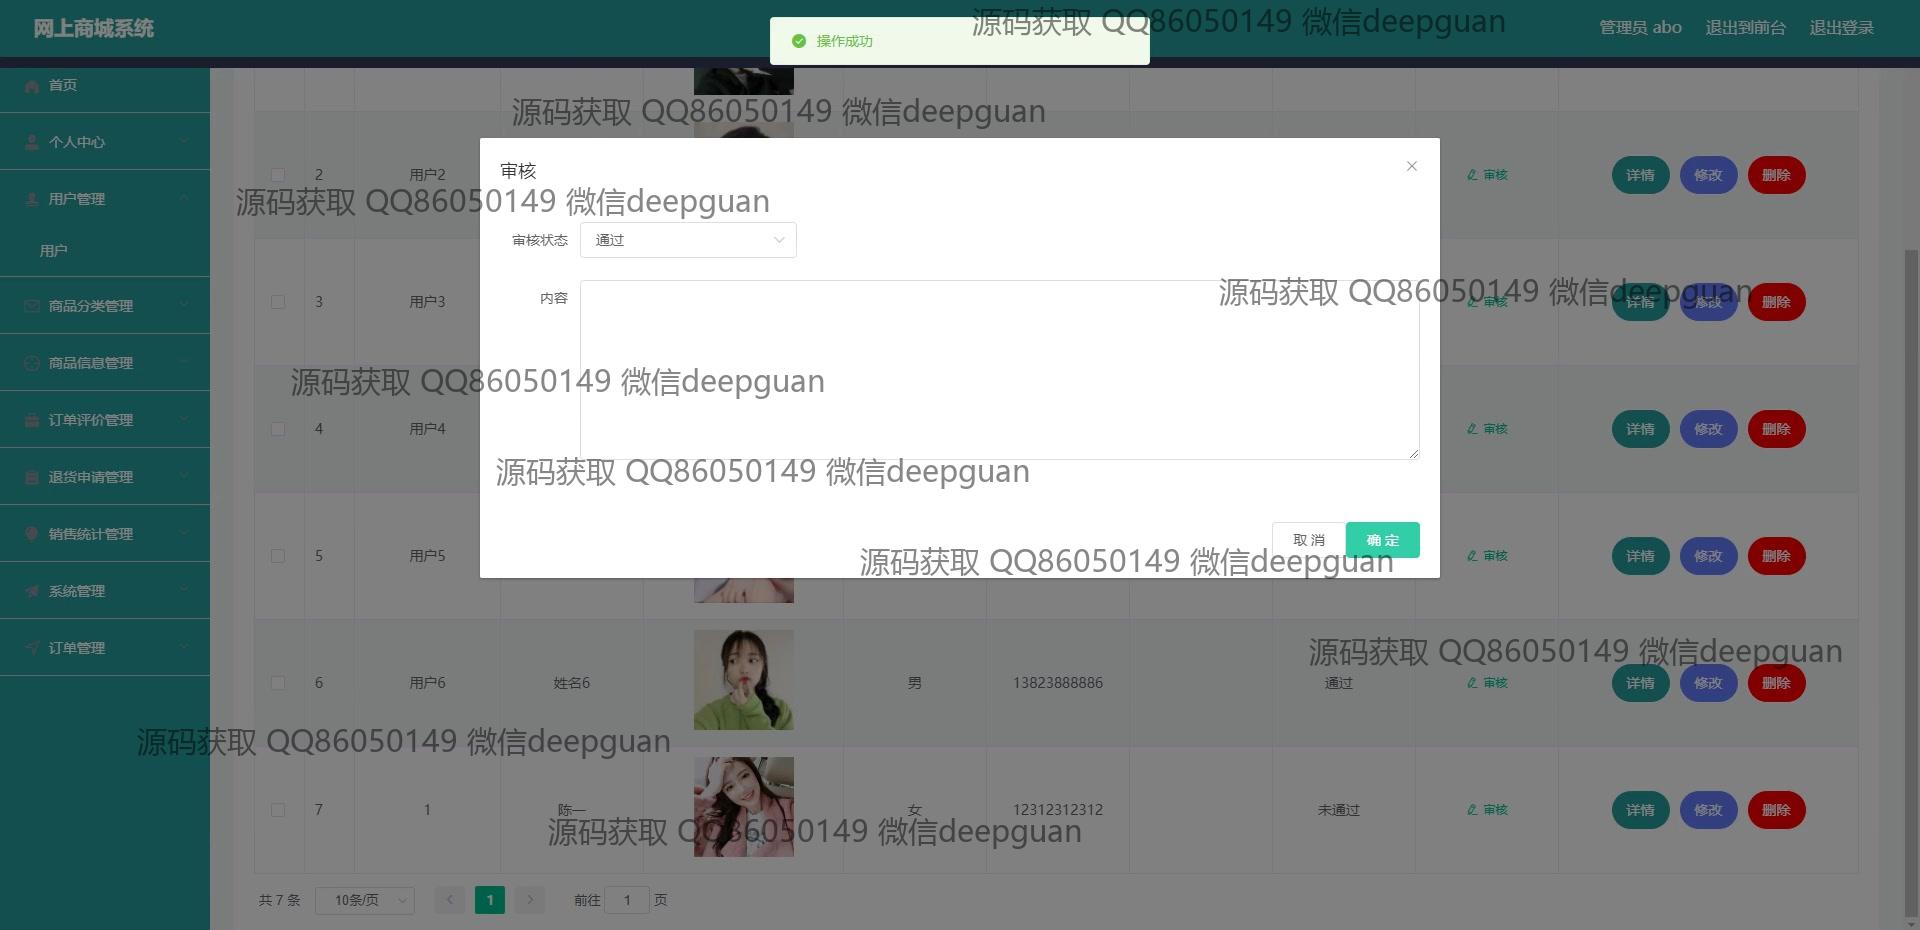 网上商城系统
操作成功
源码获取 QQ86050149 微信deepguan
管理员 abo 退出到前台 退出登录
首页
源码获取 QQ86050149 微信deepguan
个人中心
审核
2 用户2 审核 详情 修改 删除
用户管理
源码获取 QQ86050149 微信deepguan
审核状态 通过
用户
内容
源码获取 QQ86050149 微信deepguan
3 用户3 审核 详情 修改 删除
商品分类管理
商品信息管理
源码获取 QQ86050149 微信deepguan
订单评价管理
4 用户4 审核 详情 修改 删除
源码获取 QQ86050149 微信deepguan
退货申请管理
销售统计管理
取 消 确 定
5 用户5 审核 详情 修改 删除
源码获取 QQ86050149 微信deepguan
系统管理
订单管理
源码获取 QQ86050149 微信deepguan
6 用户6 姓名6 男 13823888886 通过 审核 详情 修改 删除
源码获取 QQ86050149 微信deepguan
7 1 陈一 女 12312312312 未通过 审核 详情 修改 删除
源码获取 QQ86050149 微信deepguan
共 7 条 10条/页 1 前往 1 页